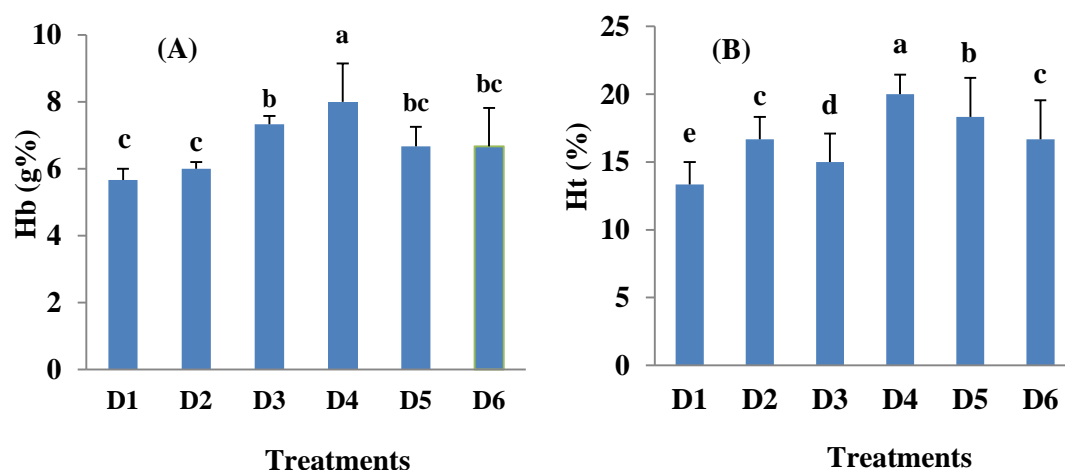 (A)
Hb (g%)
10
8
6
4
2
0
c
c
b
a
bc
bc
D1 D2 D3 D4 D5 D6
Treatments
(B)
Ht (%)
25
20
15
10
5
0
e
c
d
a
b
c
D1 D2 D3 D4 D5 D6
Treatments